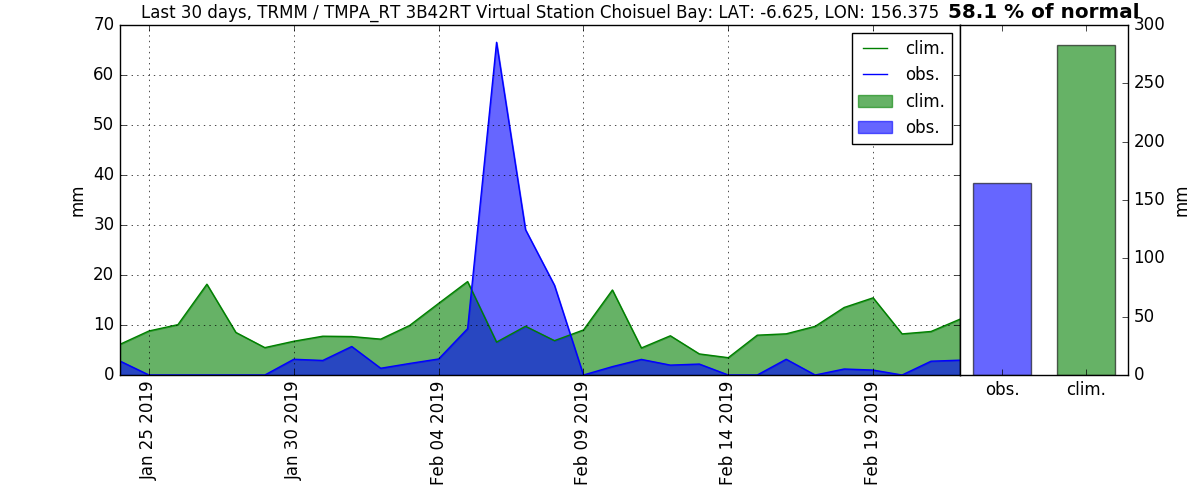 Last 30 days, TRMM / TMPA_RT 3B42RT Virtual Station Choisuel Bay: LAT: -6.625, LON: 156.375 58.1 % of normal
70
60
50
40
30
20
10
0
mm
clim.
obs.
clim.
obs.
300
250
200
150
100
50
0
mm
Jan 25 2019
Jan 30 2019
Feb 04 2019
Feb 09 2019
Feb 14 2019
Feb 19 2019
obs.
clim.